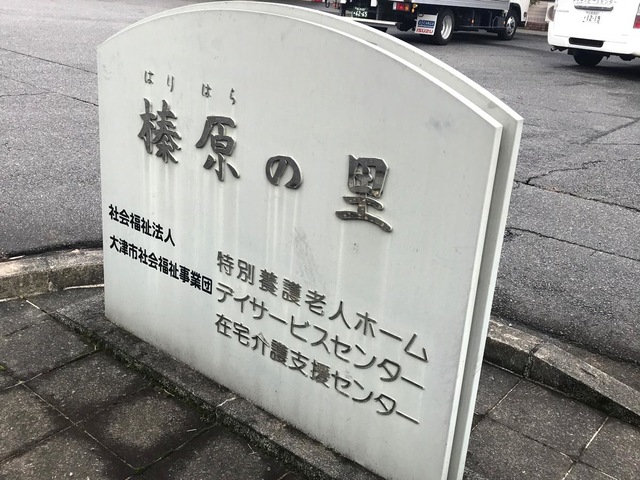 はりはら
榛原の里
社会福祉法人
大津市社会福祉事業団
特別養護老人ホーム
デイサービスセンター
在宅介護支援センター
ISUZU